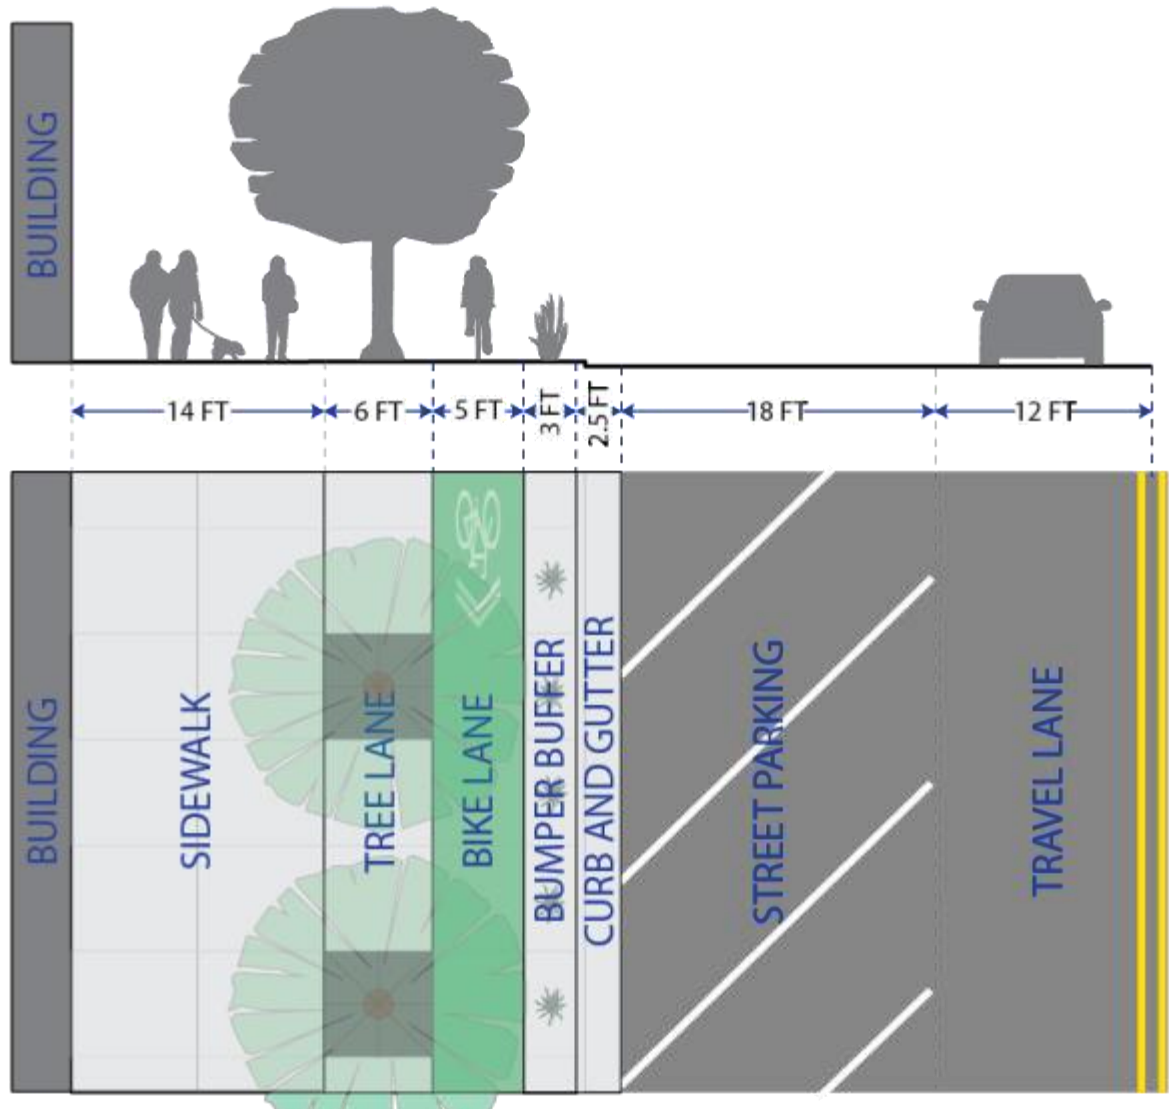 BUILDING
14 FT
6 FT
5 FT
3 FT
2.5 FT
18 FT
12 FT
BUILDING
SIDEWALK
TREE LANE
BIKE LANE
BUMPER BUFFER
CURB AND GUTTER
STREET PARKING
TRAVEL LANE